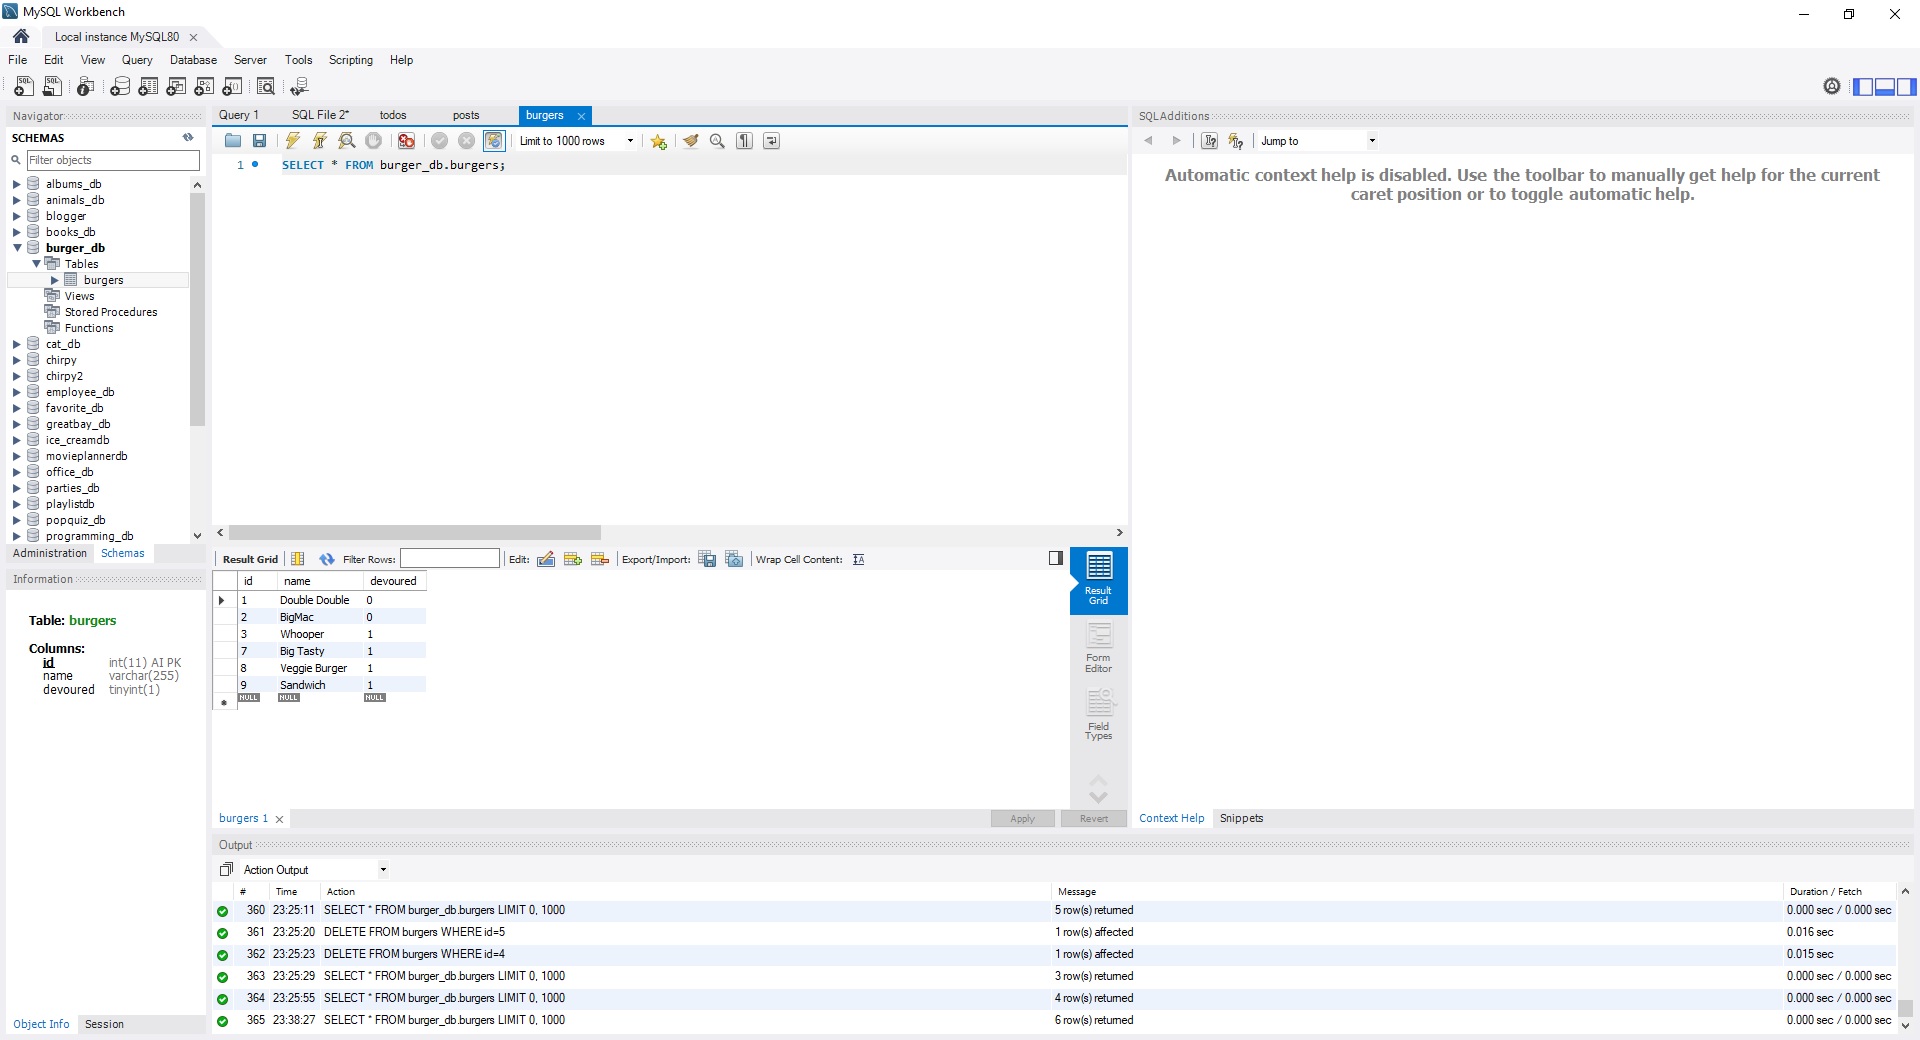 MySQL Workbench
Local instance MySQL80
File Edit View Query Database Server Tools Scripting Help
Navigator
SCHEMAS
Filter objects
albums_db
animals_db
blogger
books_db
burger_db
Tables
burgers
Views
Stored Procedures
Functions
cat_db
chirpy
chirpy2
employee_db
favorite_db
greatbay_db
ice_creamdb
movieplannerdb
office_db
parties_db
playlistdb
popquiz_db
programming_db
Administration Schemas
Information
Table: burgers
Columns:
id int(11) AI PK
name varchar(255)
devoured tinyint(1)
Object Info Session
Query 1 SQL File 2* todos posts burgers
Limit to 1000 rows
1 SELECT * FROM burger_db.burgers;
Result Grid Filter Rows: Edit: Export/Import: Wrap Cell Content:
id name devoured
1 Double Double 0
2 BigMac 0
3 Whooper 1
7 Big Tasty 1
8 Veggie Burger 1
9 Sandwich 1
NULL NULL NULL
Result
Grid
Form
Editor
Field
Types
burgers 1 Apply Revert
SQLAdditions
Jump to
Automatic context help is disabled. Use the toolbar to manually get help for the current
caret position or to toggle automatic help.
Context Help Snippets
Output
Action Output
# Time Action Message Duration / Fetch
360 23:25:11 SELECT * FROM burger_db.burgers LIMIT 0, 1000 5 row(s) returned 0.000 sec / 0.000 sec
361 23:25:20 DELETE FROM burgers WHERE id=5 1 row(s) affected 0.016 sec
362 23:25:23 DELETE FROM burgers WHERE id=4 1 row(s) affected 0.015 sec
363 23:25:29 SELECT * FROM burger_db.burgers LIMIT 0, 1000 3 row(s) returned 0.000 sec / 0.000 sec
364 23:25:55 SELECT * FROM burger_db.burgers LIMIT 0, 1000 4 row(s) returned 0.000 sec / 0.000 sec
365 23:38:27 SELECT * FROM burger_db.burgers LIMIT 0, 1000 6 row(s) returned 0.000 sec / 0.000 sec